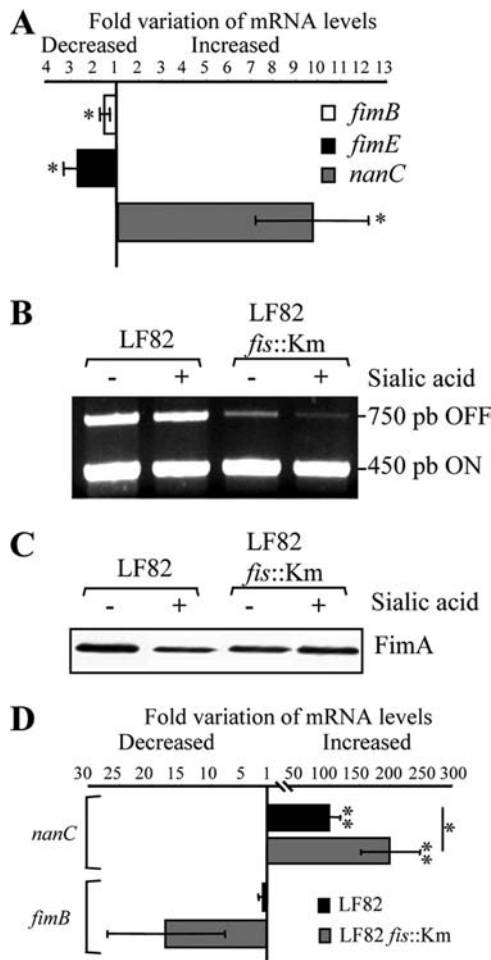 A
Fold variation of mRNA levels
Decreased Increased
4 3 2 1 2 3 4 5 6 7 8 9 10 11 12 13
*
fimB
*
fimE
nanC
*
B
LF82
LF82
fis::Km
- + - + Sialic acid
750 pb OFF
450 pb ON
C
LF82
LF82
fis::Km
- + - + Sialic acid
FimA
D
Fold variation of mRNA levels
Decreased Increased
30 25 20 15 10 5 1 50 100 150 200 250 300
nanC
**
*
**
fimB
LF82
LF82 fis::Km